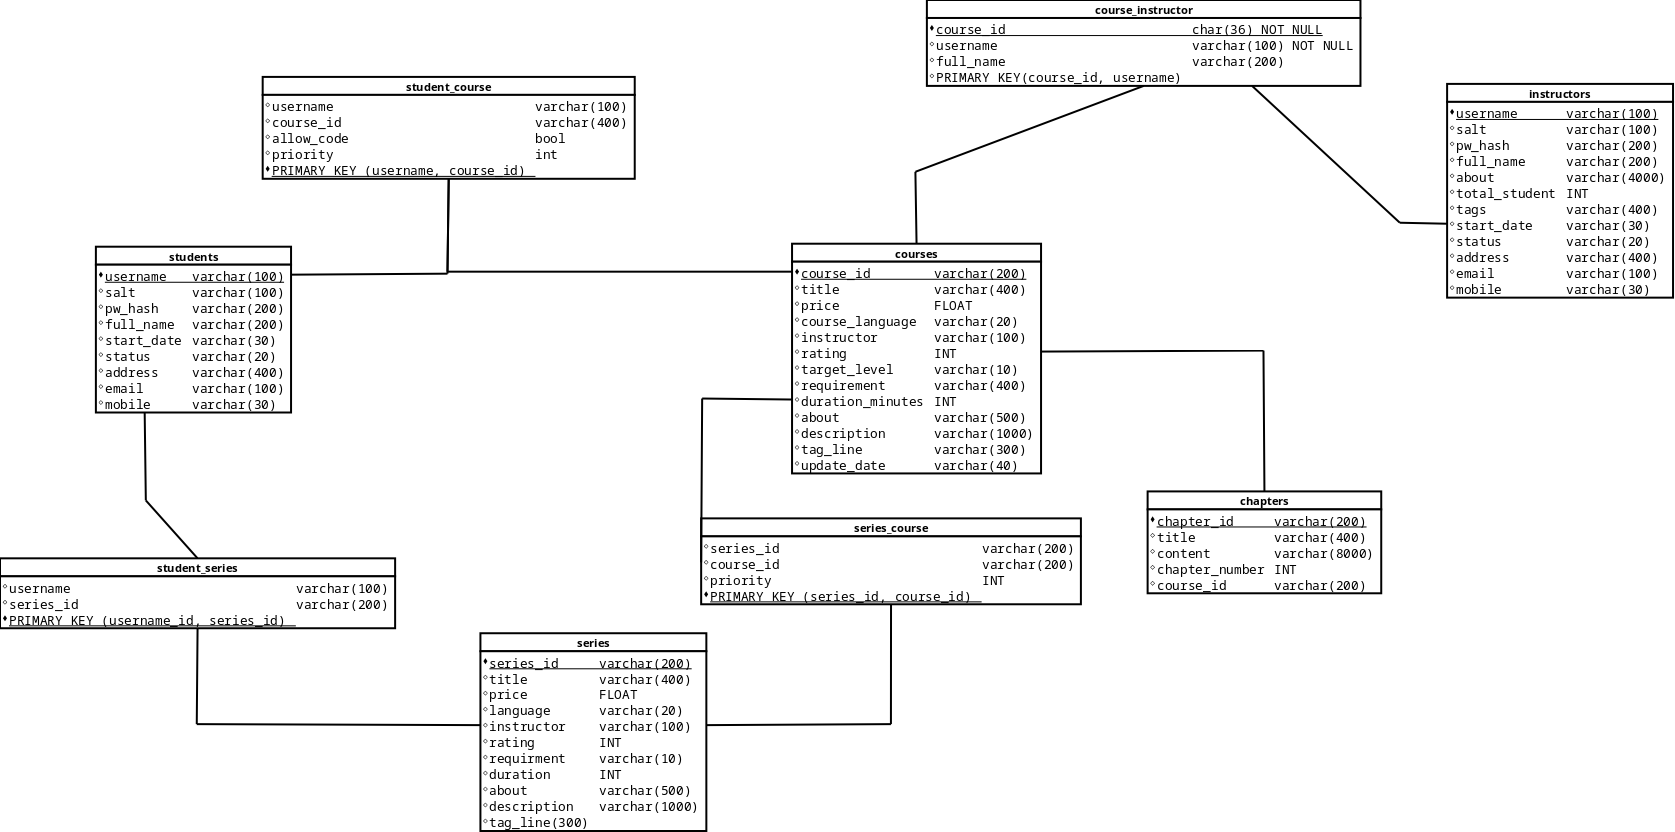 course_instructor
course_id char(36) NOT NULL
username varchar(100) NOT NULL
full_name varchar(200)
PRIMARY KEY(course_id, username)
student_course
username varchar(100)
course_id varchar(400)
allow_code bool
priority int
PRIMARY KEY (username, course_id)
instructors
username varchar(100)
salt varchar(100)
pw_hash varchar(200)
full_name varchar(200)
about varchar(4000)
total_student INT
tags varchar(400)
start_date varchar(30)
status varchar(20)
address varchar(400)
email varchar(100)
mobile varchar(30)
students
username varchar(100)
salt varchar(100)
pw_hash varchar(200)
full_name varchar(200)
start_date varchar(30)
status varchar(20)
address varchar(400)
email varchar(100)
mobile varchar(30)
courses
course_id varchar(200)
title varchar(400)
price FLOAT
course_language varchar(20)
instructor varchar(100)
rating INT
target_level varchar(10)
requirement varchar(400)
duration_minutes INT
about varchar(500)
description varchar(1000)
tag_line varchar(300)
update_date varchar(40)
chapters
chapter_id varchar(200)
title varchar(400)
content varchar(8000)
chapter_number INT
course_id varchar(200)
series_course
series_id varchar(200)
course_id varchar(200)
priority INT
PRIMARY KEY (series_id, course_id)
student_series
username varchar(100)
series_id varchar(200)
PRIMARY KEY (username_id, series_id)
series
series_id varchar(200)
title varchar(400)
price FLOAT
language varchar(20)
instructor varchar(100)
rating INT
requirment varchar(10)
duration INT
about varchar(500)
description varchar(1000)
tag_line(300)